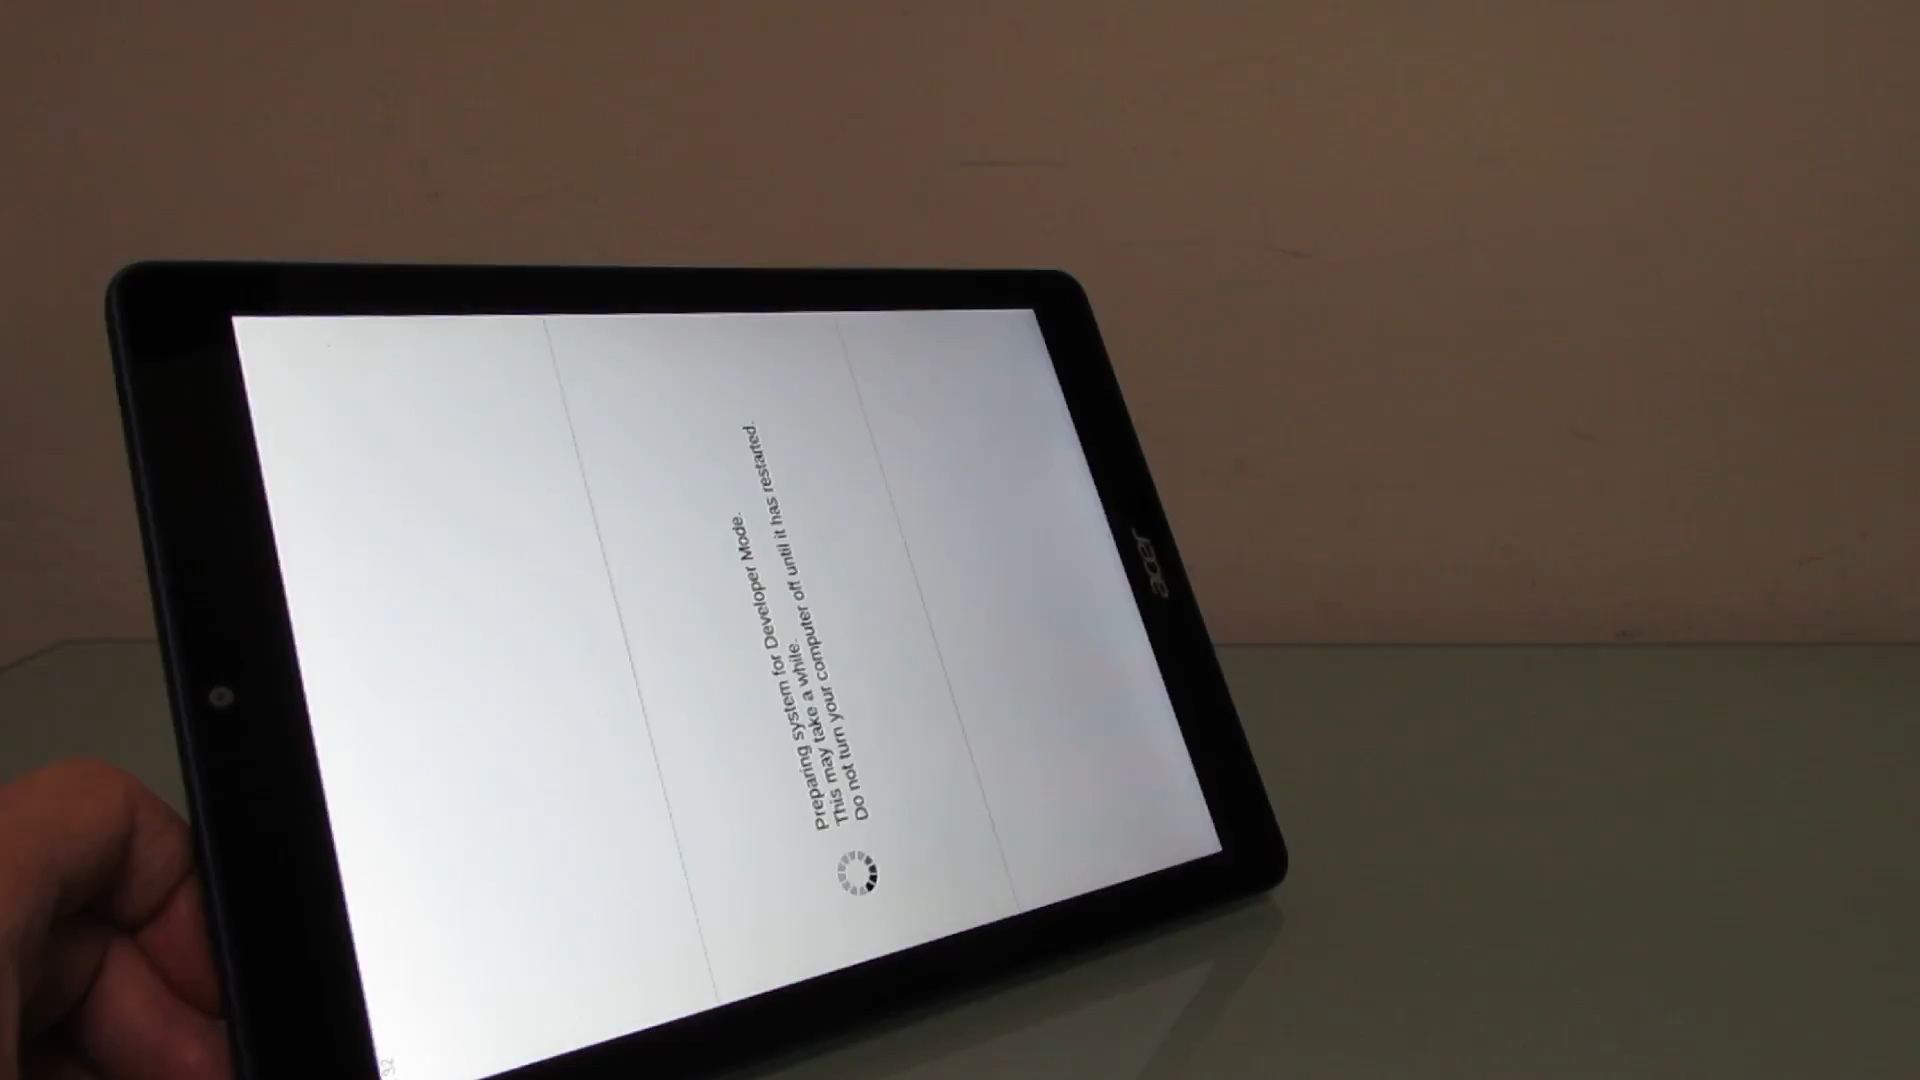 Preparing system for Developer Mode.
This may take a while.
Do not turn your computer off until it has restarted.
acer